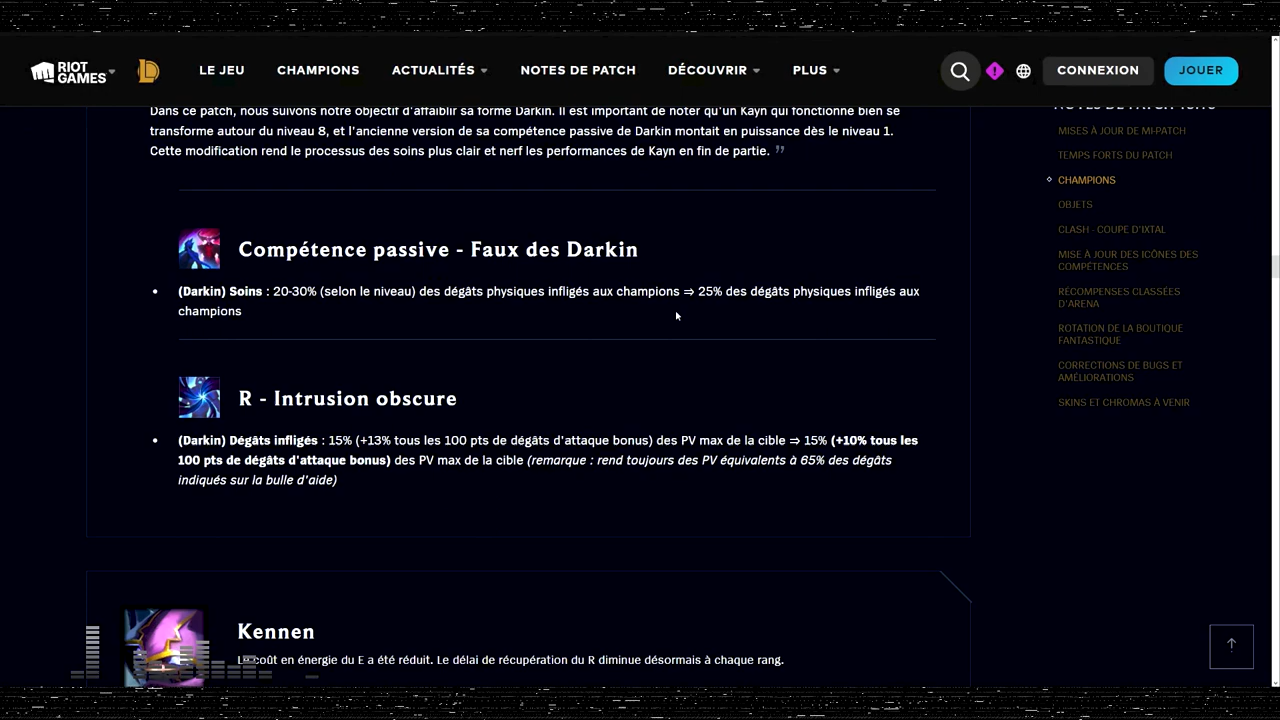 RIOT GAMES
LE JEU
CHAMPIONS
ACTUALITÉS
NOTES DE PATCH
DÉCOUVRIR
PLUS
CONNEXION
JOUER
Dans ce patch, nous suivons notre objectif d'affaiblir sa forme Darkin. Il est important de noter qu'un Kayn qui fonctionne bien se
transforme autour du niveau 8, et l'ancienne version de sa compétence passive de Darkin montait en puissance dès le niveau 1.
Cette modification rend le processus des soins plus clair et nerf les performances de Kayn en fin de partie. ”
Compétence passive - Faux des Darkin
• (Darkin) Soins : 20-30% (selon le niveau) des dégâts physiques infligés aux champions ⇒ 25% des dégâts physiques infligés aux
champions
R - Intrusion obscure
• (Darkin) Dégâts infligés : 15% (+13% tous les 100 pts de dégâts d'attaque bonus) des PV max de la cible ⇒ 15% (+10% tous les
100 pts de dégâts d'attaque bonus) des PV max de la cible (remarque : rend toujours des PV équivalents à 65% des dégâts
indiqués sur la bulle d'aide)
Kennen
Le coût en énergie du E a été réduit. Le délai de récupération du R diminue désormais à chaque rang.
MISES À JOUR DE MI-PATCH
TEMPS FORTS DU PATCH
CHAMPIONS
OBJETS
CLASH - COUPE D'IXTAL
MISE À JOUR DES ICÔNES DES
COMPÉTENCES
RÉCOMPENSES CLASSÉES
D'ARENA
ROTATION DE LA BOUTIQUE
FANTASTIQUE
CORRECTIONS DE BUGS ET
AMÉLIORATIONS
SKINS ET CHROMAS À VENIR